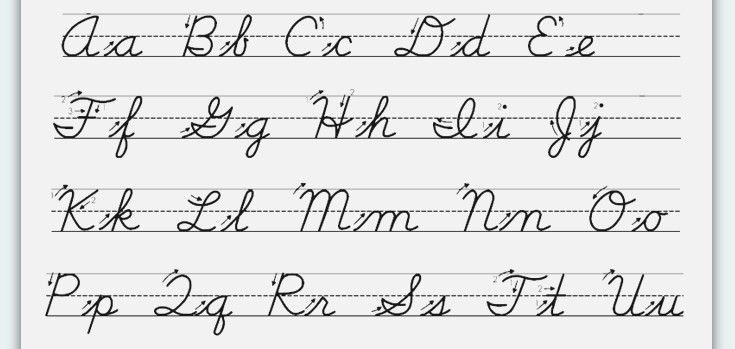 Aa Bb Cc Dd Ee
Ff Gg Hh Ii Jj
Kk Ll Mm Nn Oo
Pp Qq Rr Ss Tt Uu